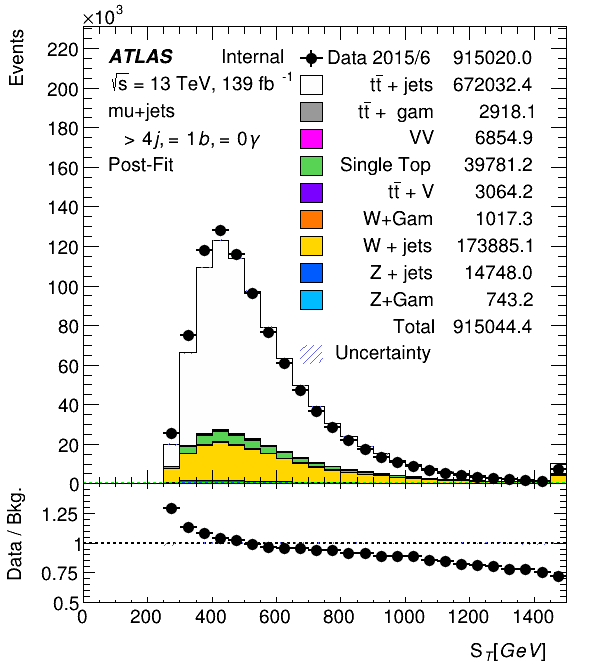 ×10³
Events
220
200
180
160
140
120
100
80
60
40
20
0
ATLAS Internal
√s = 13 TeV, 139 fb⁻¹
mu+jets
> 4j, = 1b, = 0γ
Post-Fit
Data 2015/6 915020.0
tt̄ + jets 672032.4
tt̄ + gam 2918.1
VV 6854.9
Single Top 39781.2
tt̄ + V 3064.2
W+Gam 1017.3
W + jets 173885.1
Z + jets 14748.0
Z+Gam 743.2
Total 915044.4
Uncertainty
Data / Bkg.
1.25
1
0.75
0.5
0 200 400 600 800 1000 1200 1400
S_T[GeV]